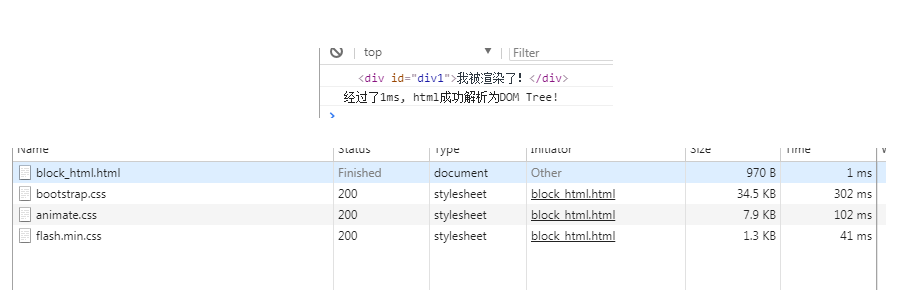 top ▼ Filter
<div id="div1">我被渲染了! </div>
经过了1ms, html成功解析为DOM Tree!
>
Name Status Type Initiator Size Time W
block_html.html Finished document Other 970 B 1 ms
bootstrap.css 200 stylesheet block_html.html 34.5 KB 302 ms
animate.css 200 stylesheet block_html.html 7.9 KB 102 ms
flash.min.css 200 stylesheet block_html.html 1.3 KB 41 ms